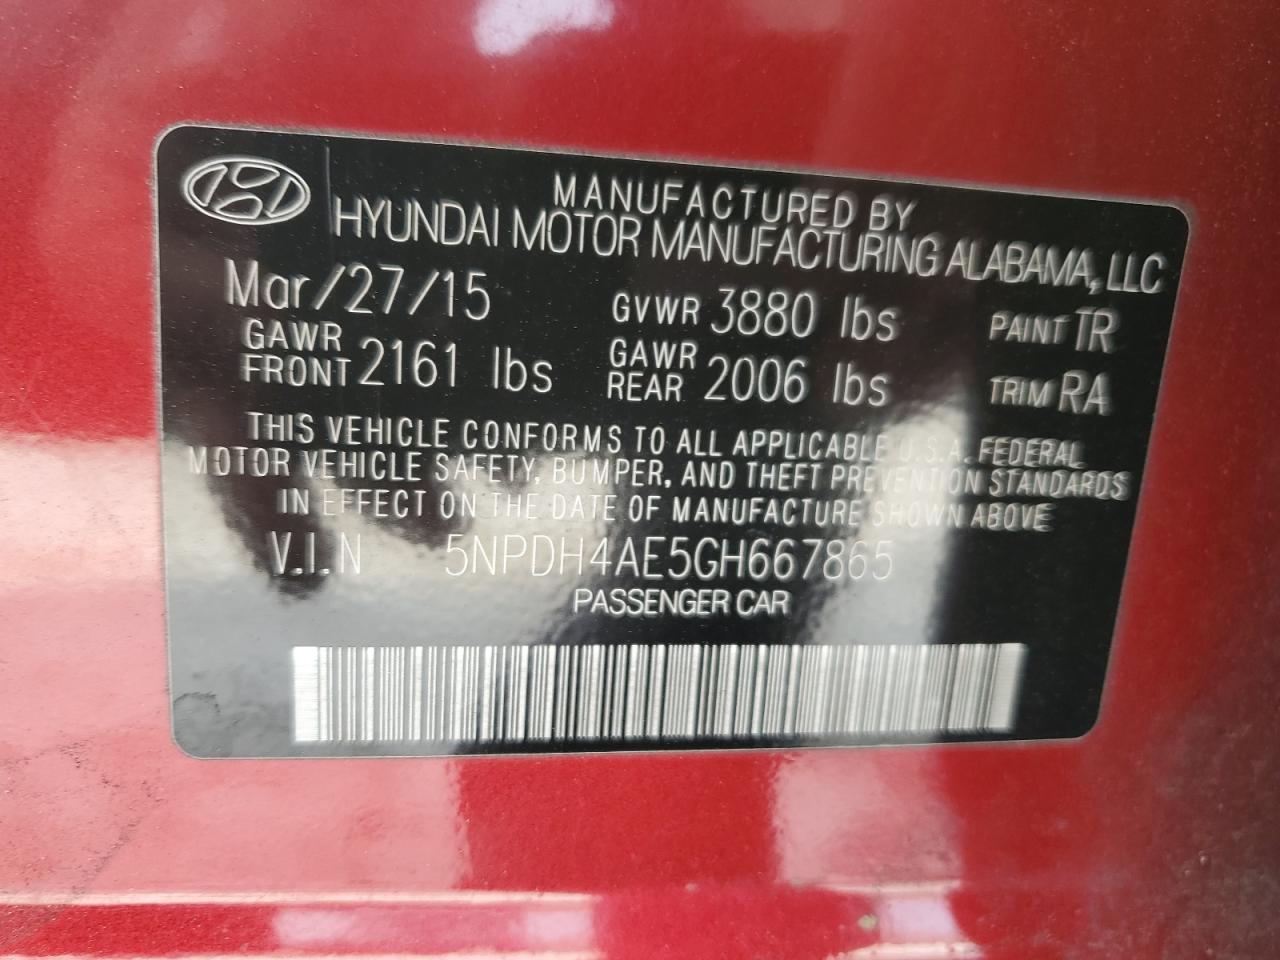 MANUFACTURED BY
HYUNDAI MOTOR MANUFACTURING ALABAMA, LLC
Mar/27/15 GVWR 3880 lbs PAINT TR
GAWR FRONT 2161 lbs GAWR REAR 2006 lbs TRIM RA
THIS VEHICLE CONFORMS TO ALL APPLICABLE U.S.A. FEDERAL
MOTOR VEHICLE SAFETY, BUMPER, AND THEFT PREVENTION STANDARDS
IN EFFECT ON THE DATE OF MANUFACTURE SHOWN ABOVE
V.I.N 5NPDH4AE5GH667865
PASSENGER CAR